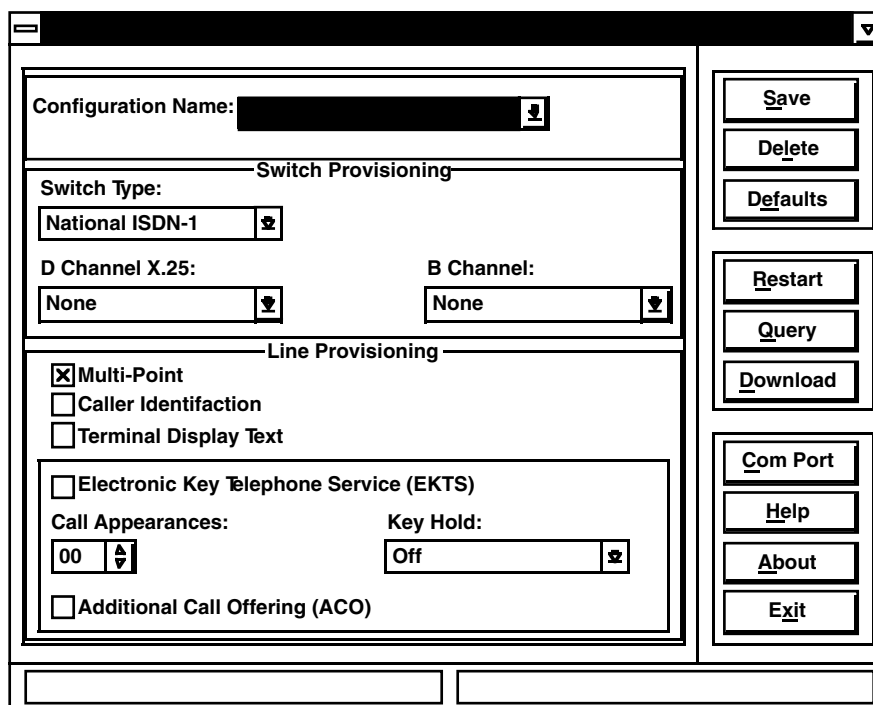 Configuration Name:
Switch Provisioning
Switch Type:
National ISDN-1
D Channel X.25:
B Channel:
None
None
Line Provisioning
Multi-Point
Caller Identifaction
Terminal Display Text
Electronic Key Telephone Service (EKTS)
Call Appearances:
Key Hold:
00
Off
Additional Call Offering (ACO)
Save
Delete
Defaults
Restart
Query
Download
Com Port
Help
About
Exit